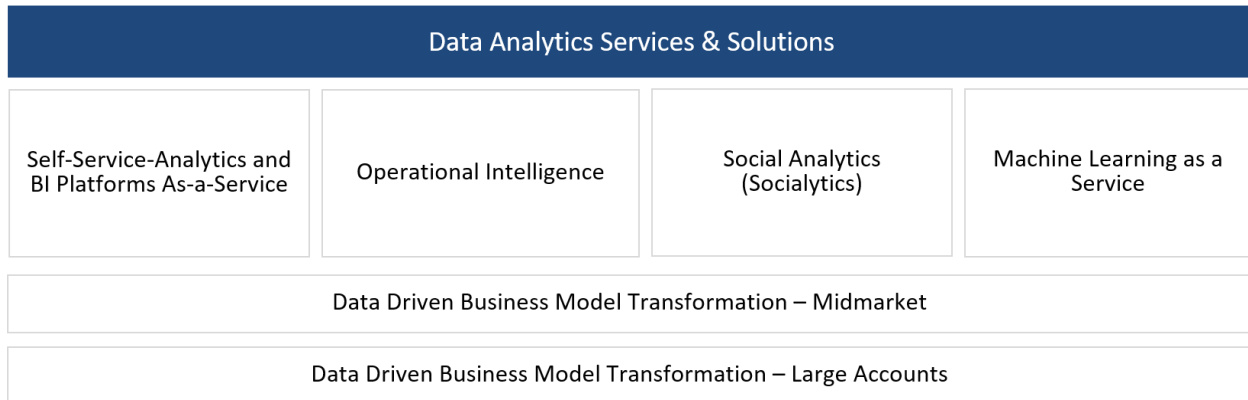 Data Analytics Services & Solutions
Self-Service-Analytics and
BI Platforms As-a-Service
Operational Intelligence
Social Analytics
(Socialytics)
Machine Learning as a
Service
Data Driven Business Model Transformation – Midmarket
Data Driven Business Model Transformation – Large Accounts